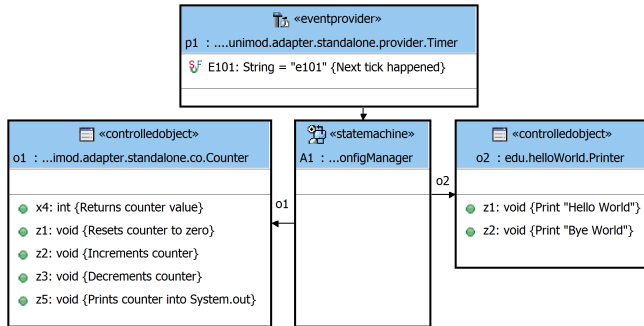 «eventprovider»
p1 : ....unimod.adapter.standalone.provider.Timer
E101: String = "e101" {Next tick happened}
«controlledobject»
o1 : ...imod.adapter.standalone.co.Counter
x4: int {Returns counter value}
z1: void {Resets counter to zero}
z2: void {Increments counter}
z3: void {Decrements counter}
z5: void {Prints counter into System.out}
o1
«statemachine»
A1 : ...onfigManager
o2
«controlledobject»
o2 : edu.helloWorld.Printer
z1: void {Print "Hello World"}
z2: void {Print "Bye World"}